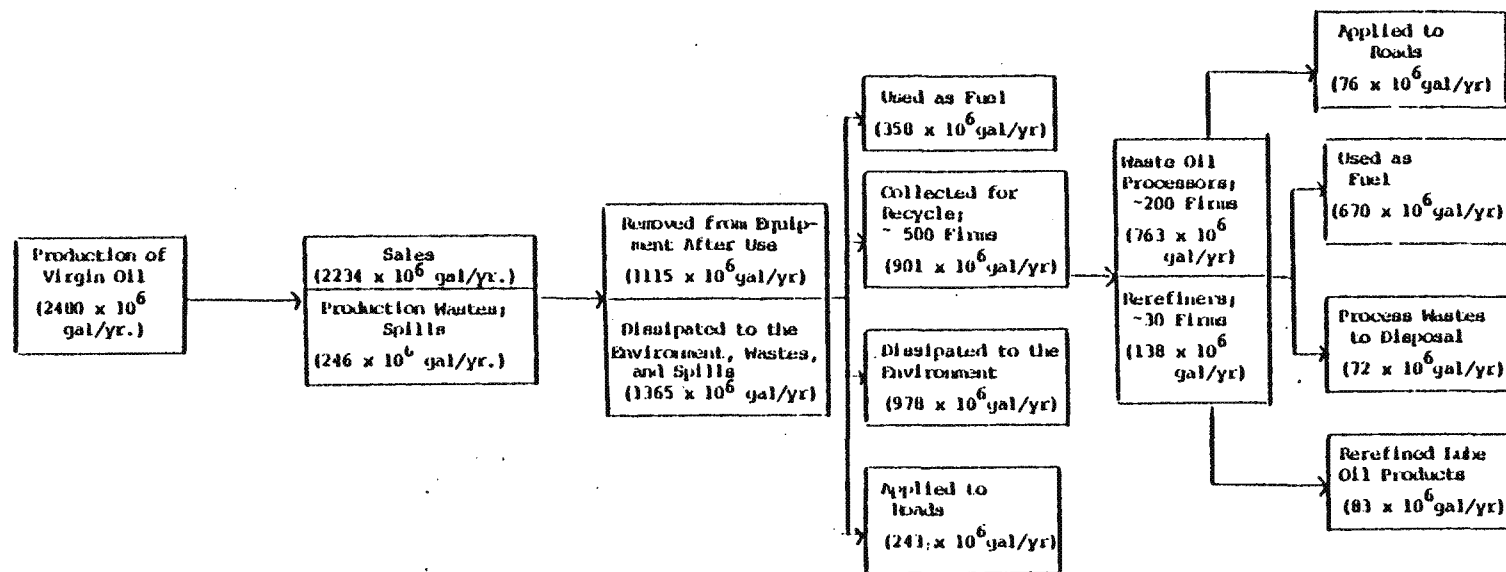 Production of
Virgin Oil
(2480 x 10^6
gal/yr.)
Sales
(2234 x 10^6 gal/yr.)
Production Wastes;
Spills
(246 x 10^6 gal/yr.)
Removed from Equip-
ment After Use
(1115 x 10^6 gal/yr)
Dissipated to the
Environment, Wastes,
and Spills
(1365 x 10^6 gal/yr)
Used as Fuel
(358 x 10^6 gal/yr)
Collected for
Recycle;
~ 500 Firms
(901 x 10^6 gal/yr)
Dissipated to the
Environment
(978 x 10^6 gal/yr)
Applied to
Roads
(243 x 10^6 gal/yr)
Waste Oil
Processors;
~200 Firms
(763 x 10^6
gal/yr)
Rerefiners;
~30 Firms
(138 x 10^6
gal/yr)
Applied to
Roads
(76 x 10^6 gal/yr)
Used as
Fuel
(670 x 10^6 gal/yr)
Process Wastes
to Disposal
(72 x 10^6 gal/yr)
Rerefined Lube
Oil Products
(83 x 10^6 gal/yr)